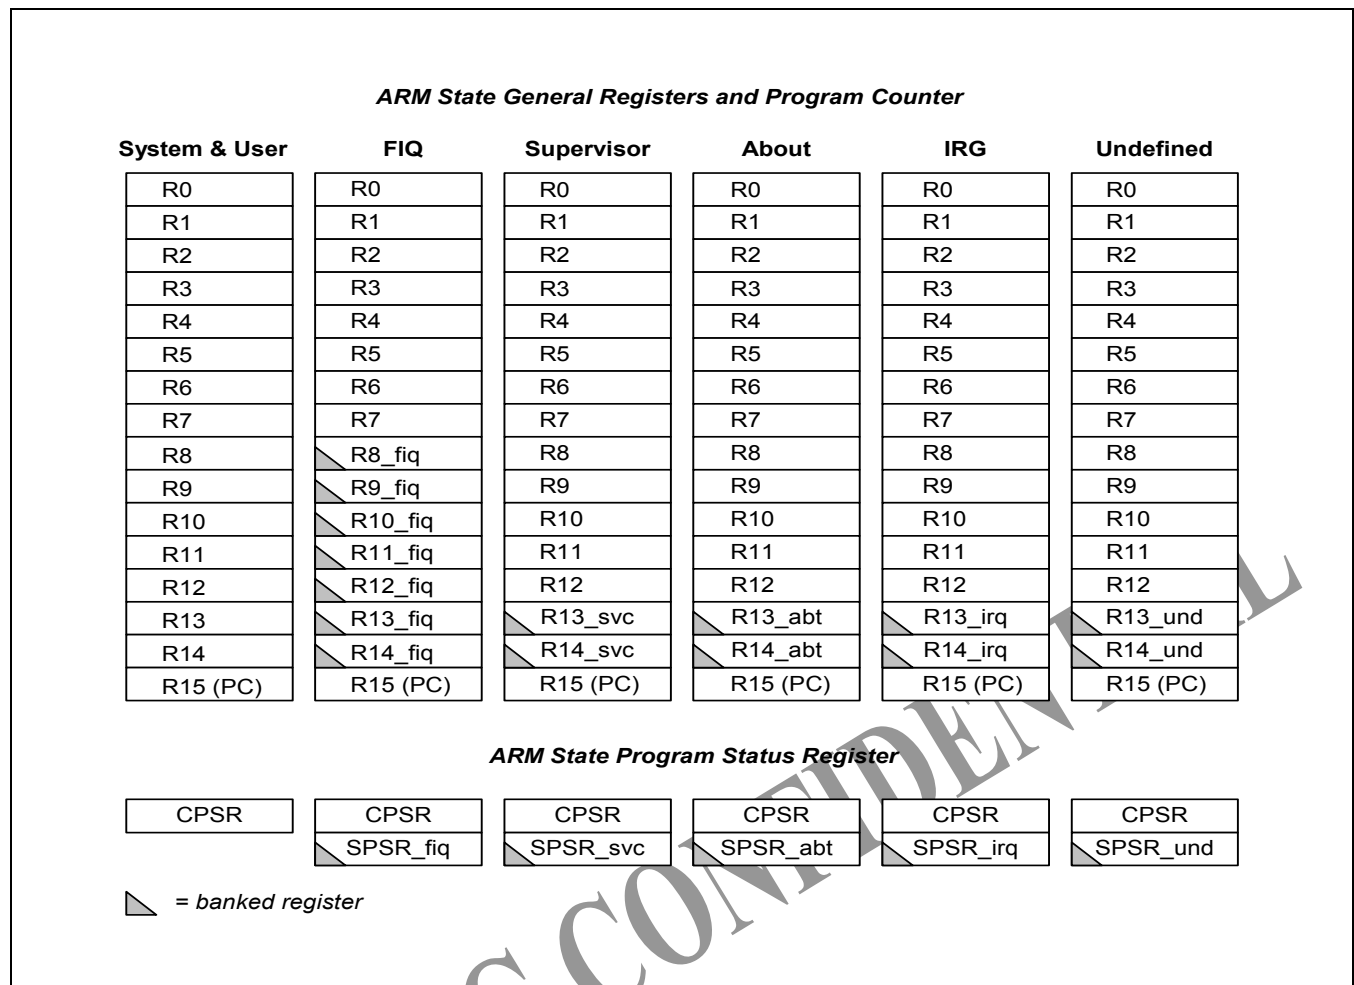 ARM State General Registers and Program Counter
System & User FIQ Supervisor About IRG Undefined
R0 R0 R0 R0 R0 R0
R1 R1 R1 R1 R1 R1
R2 R2 R2 R2 R2 R2
R3 R3 R3 R3 R3 R3
R4 R4 R4 R4 R4 R4
R5 R5 R5 R5 R5 R5
R6 R6 R6 R6 R6 R6
R7 R7 R7 R7 R7 R7
R8 R8_fiq R8 R8 R8 R8
R9 R9_fiq R9 R9 R9 R9
R10 R10_fiq R10 R10 R10 R10
R11 R11_fiq R11 R11 R11 R11
R12 R12_fiq R12 R12 R12 R12
R13 R13_fiq R13_svc R13_abt R13_irq R13_und
R14 R14_fiq R14_svc R14_abt R14_irq R14_und
R15 (PC) R15 (PC) R15 (PC) R15 (PC) R15 (PC) R15 (PC)
ARM State Program Status Register
CPSR CPSR CPSR CPSR CPSR CPSR
SPSR_fiq SPSR_svc SPSR_abt SPSR_irq SPSR_und
= banked register